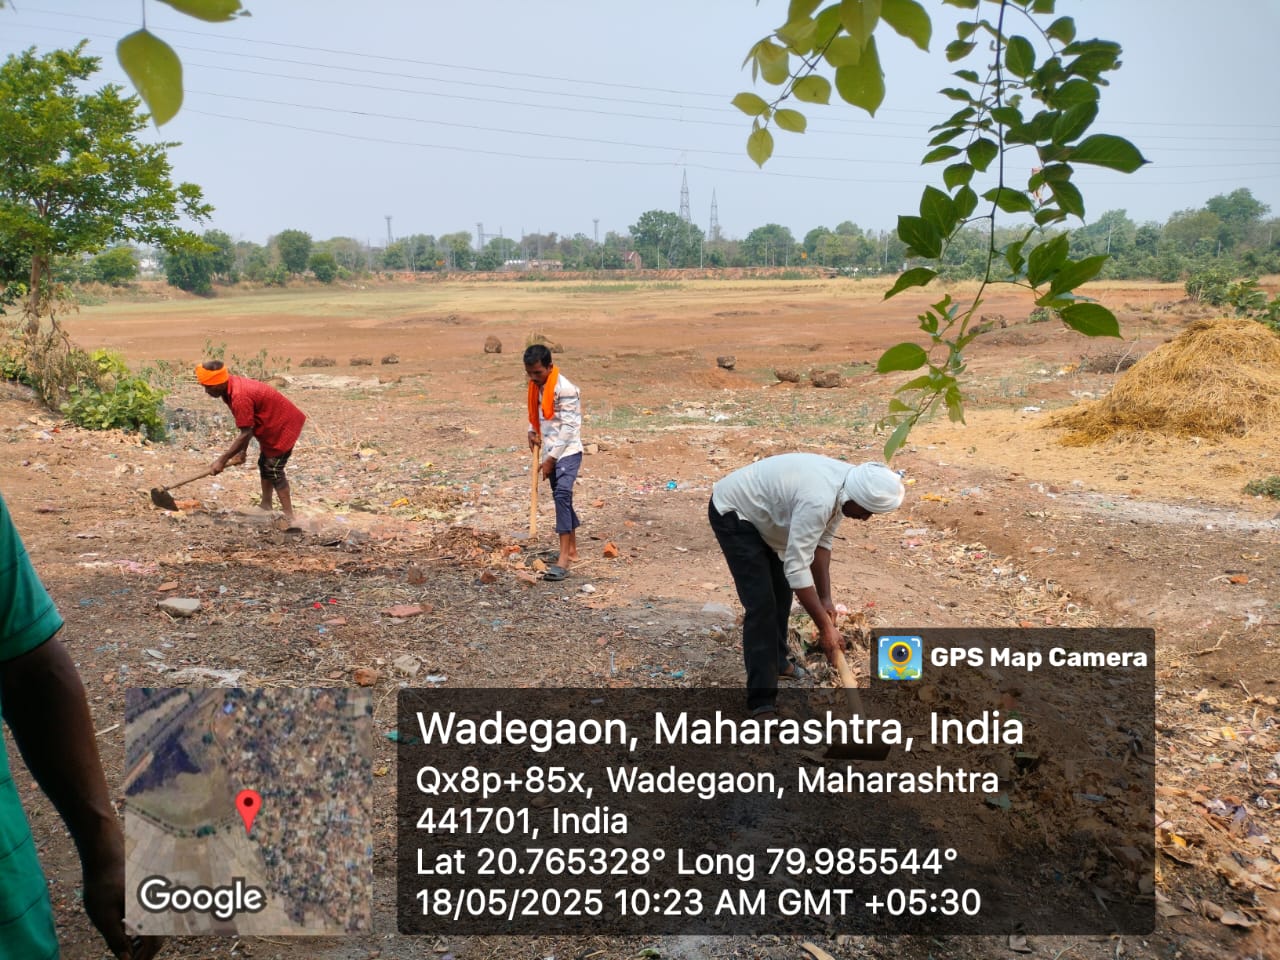 GPS Map Camera
Wadegaon, Maharashtra, India
Qx8p+85x, Wadegaon, Maharashtra
441701, India
Lat 20.765328° Long 79.985544°
18/05/2025 10:23 AM GMT +05:30
Google